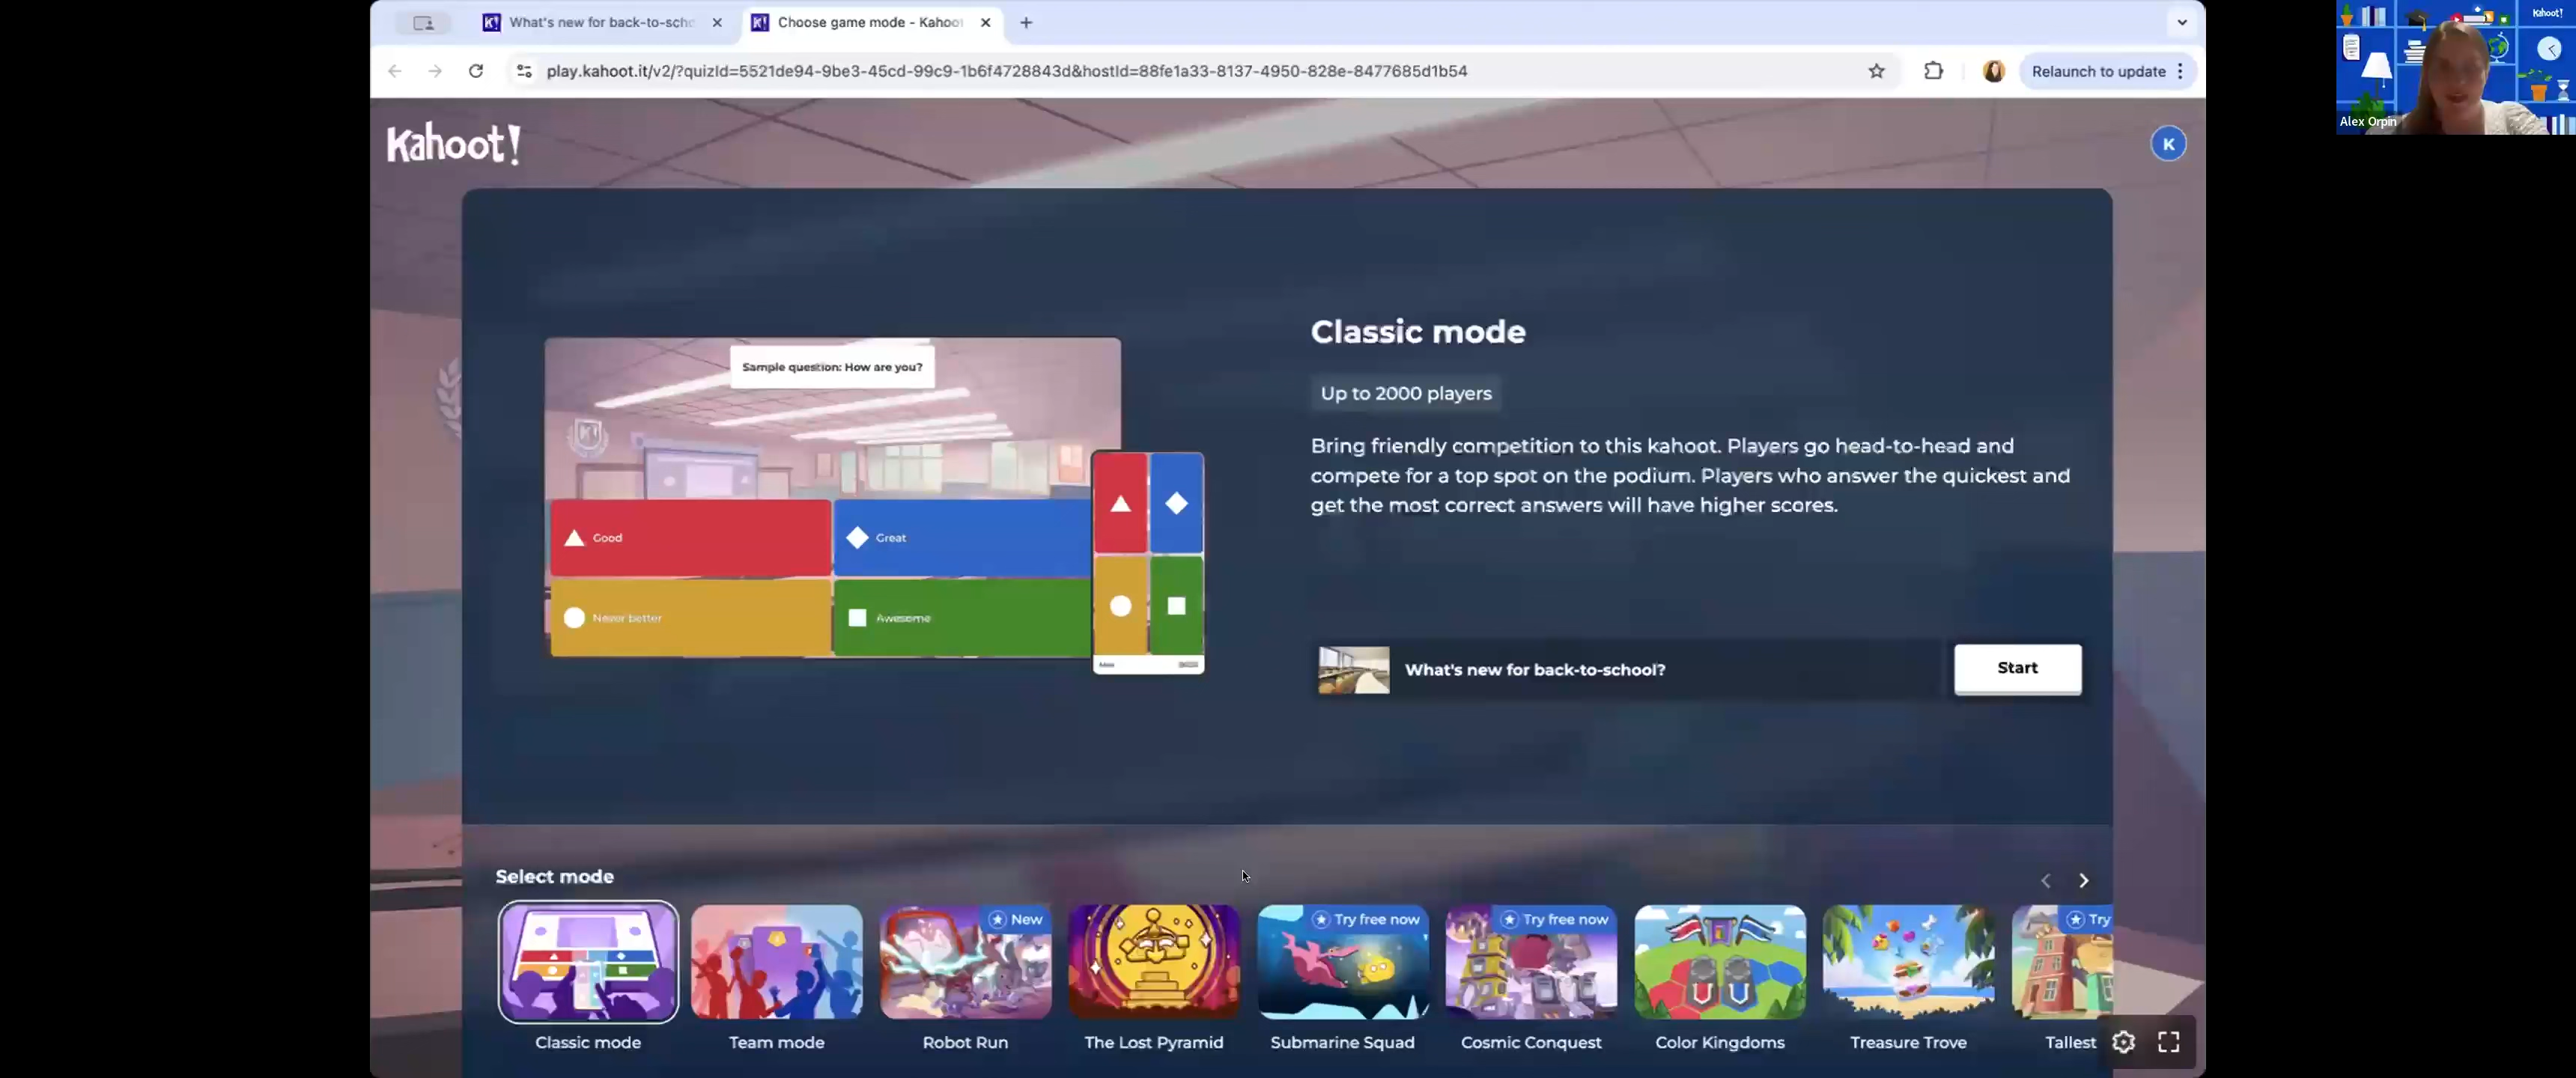 What's new for back-to-scho
Choose game mode - Kahoot
play.kahoot.it/v2/?quizId=5521de94-9be3-45cd-99c9-1b6f4728843d&hostId=88fe1a33-8137-4950-828e-8477685d1b54
Relaunch to update
Kahoot!
Alex Orpin
Kahoot!
K
Classic mode
Up to 2000 players
Bring friendly competition to this kahoot. Players go head-to-head and
compete for a top spot on the podium. Players who answer the quickest and
get the most correct answers will have higher scores.
Sample question: How are you?
Good
Great
Never better
Awesome
What's new for back-to-school?
Start
Select mode
New
Try free now
Try free now
Try
Classic mode
Team mode
Robot Run
The Lost Pyramid
Submarine Squad
Cosmic Conquest
Color Kingdoms
Treasure Trove
Tallest